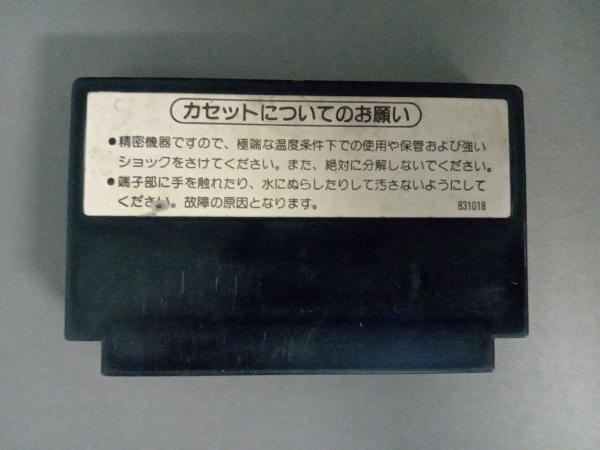 カセットについてのお願い
●精密機器ですので、極端な温度条件下での使用や保管および強い
ショックをさけてください。また、絶対に分解しないでください。
●端子部に手を触れたり、水にぬらしたりして汚さないようにして
ください。故障の原因となります。
831018